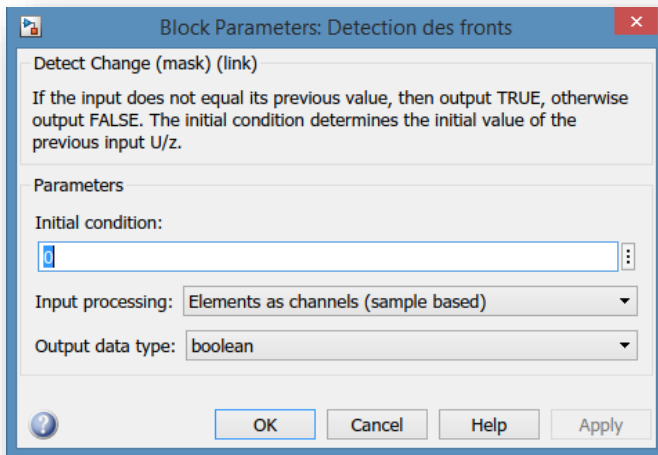 Block Parameters: Detection des fronts
Detect Change (mask) (link)
If the input does not equal its previous value, then output TRUE, otherwise
output FALSE. The initial condition determines the initial value of the
previous input U/z.
Parameters
Initial condition:
0
Input processing: Elements as channels (sample based)
Output data type: boolean
OK Cancel Help Apply